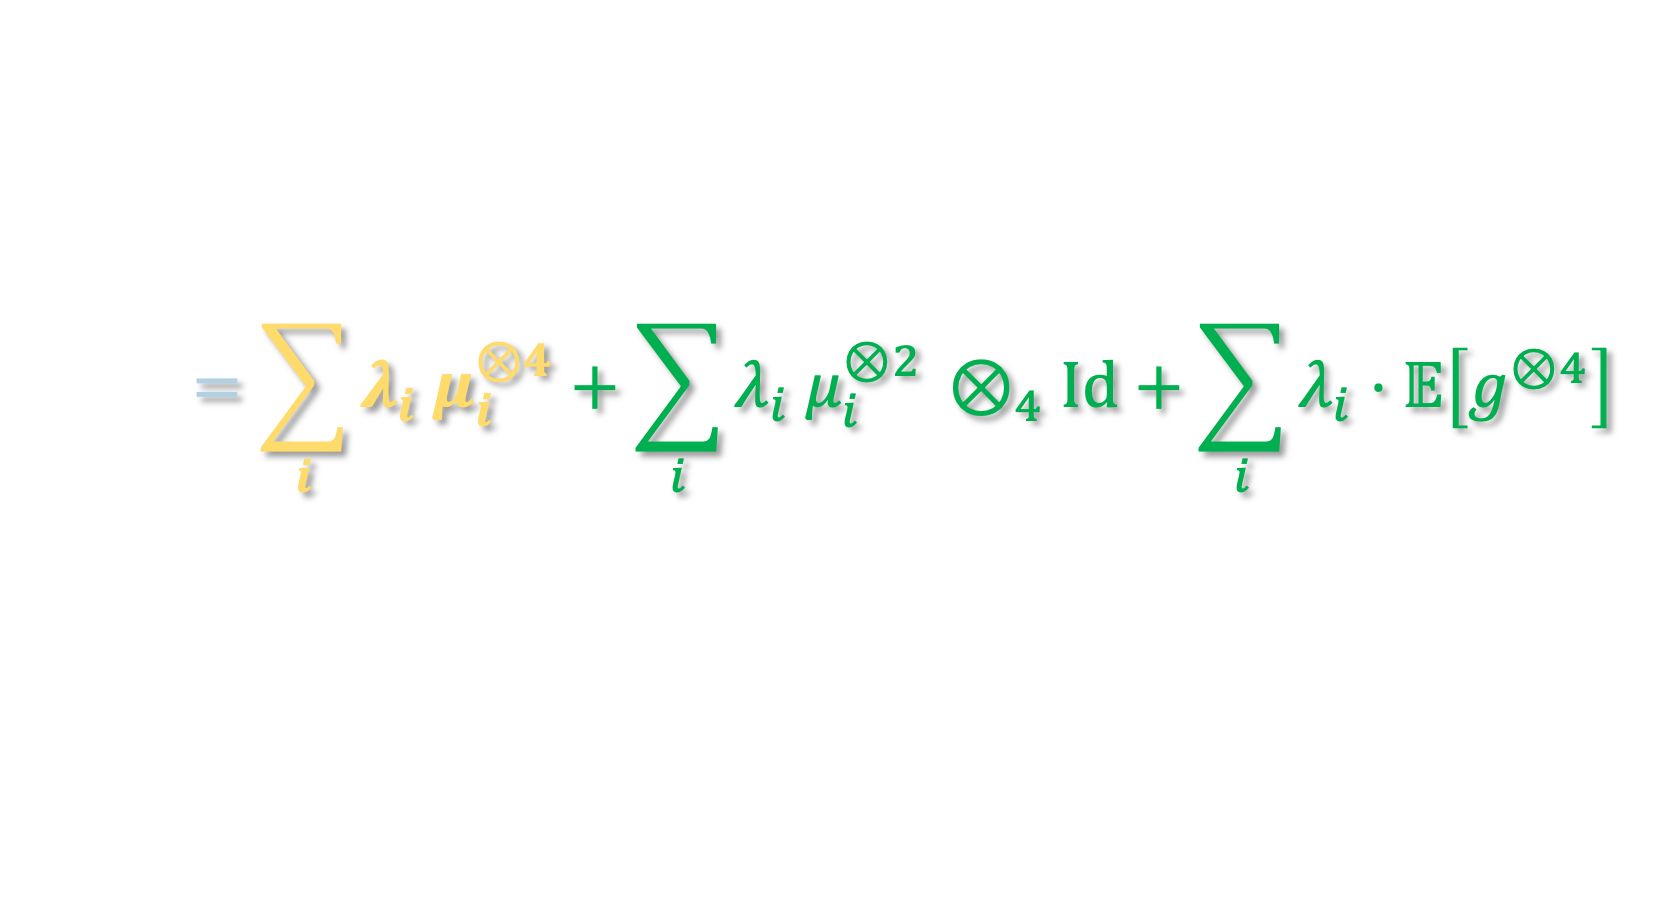 = ∑_i λ_i μ_i^{⊗4} + ∑_i λ_i μ_i^{⊗2} ⊗_4 Id + ∑_i λ_i · 𝔼[g^{⊗4}]